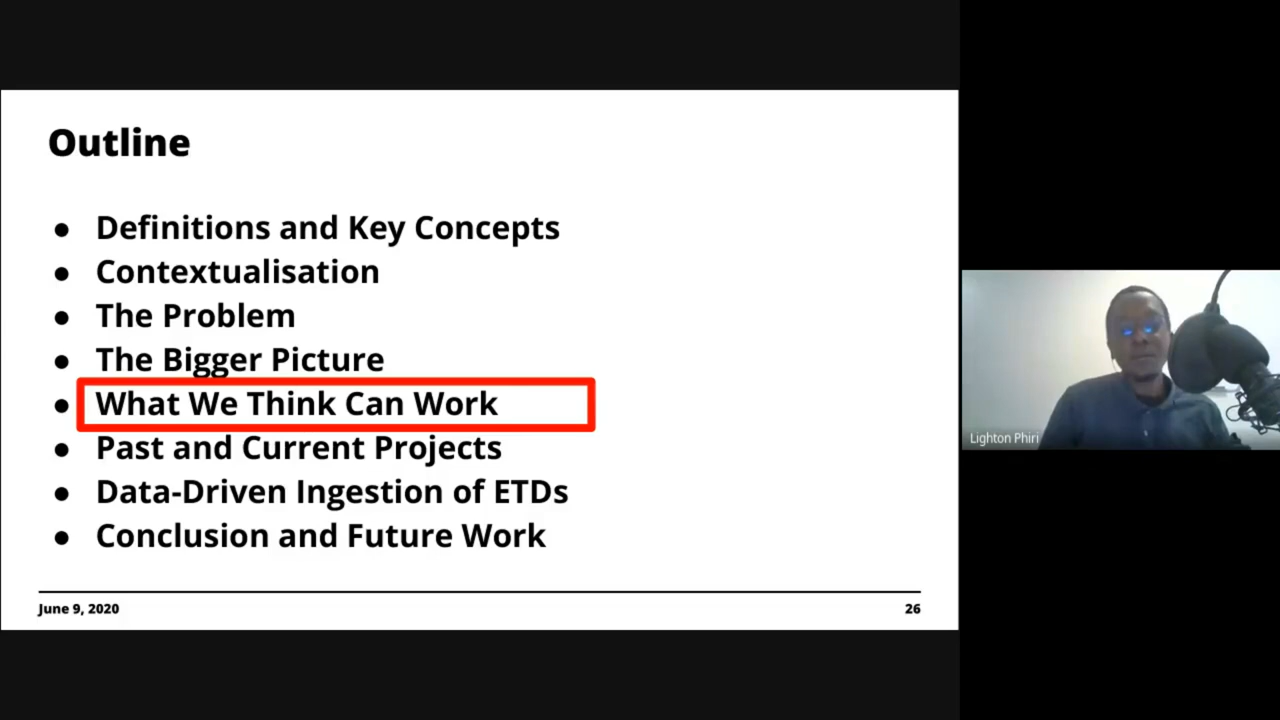 Outline
● Definitions and Key Concepts
● Contextualisation
● The Problem
● The Bigger Picture
● What We Think Can Work
● Past and Current Projects
● Data-Driven Ingestion of ETDs
● Conclusion and Future Work
June 9, 2020
26
Lighton Phiri